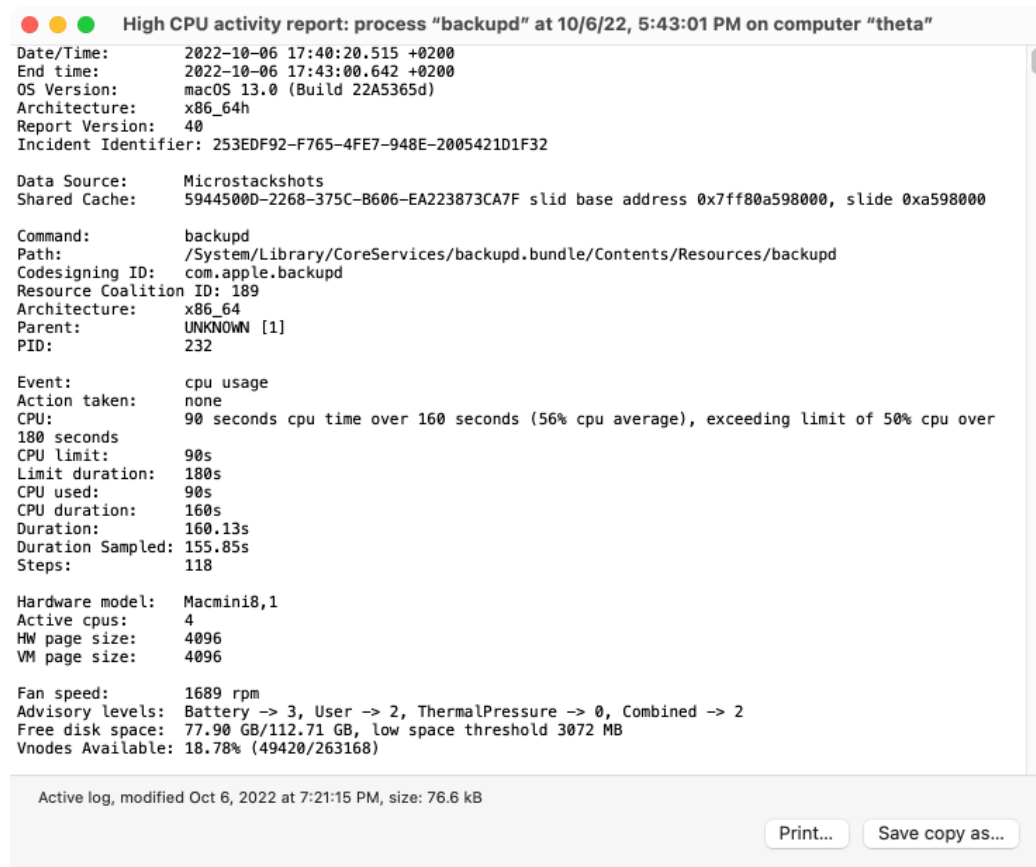 High CPU activity report: process “backupd” at 10/6/22, 5:43:01 PM on computer “theta”
Date/Time: 2022-10-06 17:40:20.515 +0200
End time: 2022-10-06 17:43:00.642 +0200
OS Version: macOS 13.0 (Build 22A5365d)
Architecture: x86_64h
Report Version: 40
Incident Identifier: 253EDF92-F765-4FE7-948E-2005421D1F32
Data Source: Microstackshots
Shared Cache: 5944500D-2268-375C-B606-EA223873CA7F slid base address 0x7ff80a598000, slide 0xa598000
Command: backupd
Path: /System/Library/CoreServices/backupd.bundle/Contents/Resources/backupd
Codesigning ID: com.apple.backupd
Resource Coalition ID: 189
Architecture: x86_64
Parent: UNKNOWN [1]
PID: 232
Event: cpu usage
Action taken: none
CPU: 90 seconds cpu time over 160 seconds (56% cpu average), exceeding limit of 50% cpu over
180 seconds
CPU limit: 90s
Limit duration: 180s
CPU used: 90s
CPU duration: 160s
Duration: 160.13s
Duration Sampled: 155.85s
Steps: 118
Hardware model: Macmini8,1
Active cpus: 4
HW page size: 4096
VM page size: 4096
Fan speed: 1689 rpm
Advisory levels: Battery -> 3, User -> 2, ThermalPressure -> 0, Combined -> 2
Free disk space: 77.90 GB/112.71 GB, low space threshold 3072 MB
Vnodes Available: 18.78% (49420/263168)
Active log, modified Oct 6, 2022 at 7:21:15 PM, size: 76.6 kB
Print... Save copy as...